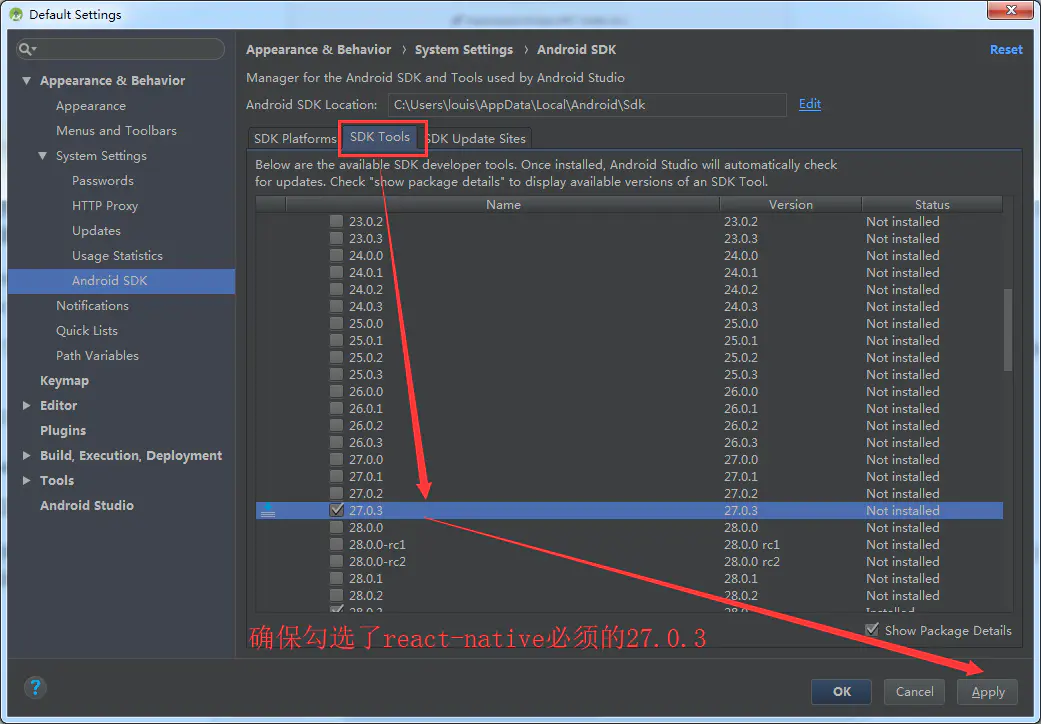 Default Settings
Appearance & Behavior › System Settings › Android SDK
Reset
Manager for the Android SDK and Tools used by Android Studio
Android SDK Location: C:\Users\louis\AppData\Local\Android\Sdk Edit
Appearance & Behavior
Appearance
Menus and Toolbars
System Settings
Passwords
HTTP Proxy
Updates
Usage Statistics
Android SDK
Notifications
Quick Lists
Path Variables
Keymap
Editor
Plugins
Build, Execution, Deployment
Tools
Android Studio
SDK Platforms SDK Tools SDK Update Sites
Below are the available SDK developer tools. Once installed, Android Studio will automatically check
for updates. Check "show package details" to display available versions of an SDK Tool.
Name Version Status
23.0.2 23.0.2 Not installed
23.0.3 23.0.3 Not installed
24.0.0 24.0.0 Not installed
24.0.1 24.0.1 Not installed
24.0.2 24.0.2 Not installed
24.0.3 24.0.3 Not installed
25.0.0 25.0.0 Not installed
25.0.1 25.0.1 Not installed
25.0.2 25.0.2 Not installed
25.0.3 25.0.3 Not installed
26.0.0 26.0.0 Not installed
26.0.1 26.0.1 Not installed
26.0.2 26.0.2 Not installed
26.0.3 26.0.3 Not installed
27.0.0 27.0.0 Not installed
27.0.1 27.0.1 Not installed
27.0.2 27.0.2 Not installed
27.0.3 27.0.3 Not installed
28.0.0 28.0.0 Not installed
28.0.0-rc1 28.0.0 rc1 Not installed
28.0.0-rc2 28.0.0 rc2 Not installed
28.0.1 28.0.1 Not installed
28.0.2 28.0.2 Not installed
28.0.3 Installed
确保勾选了react-native必须的27.0.3
Show Package Details
?
OK Cancel Apply